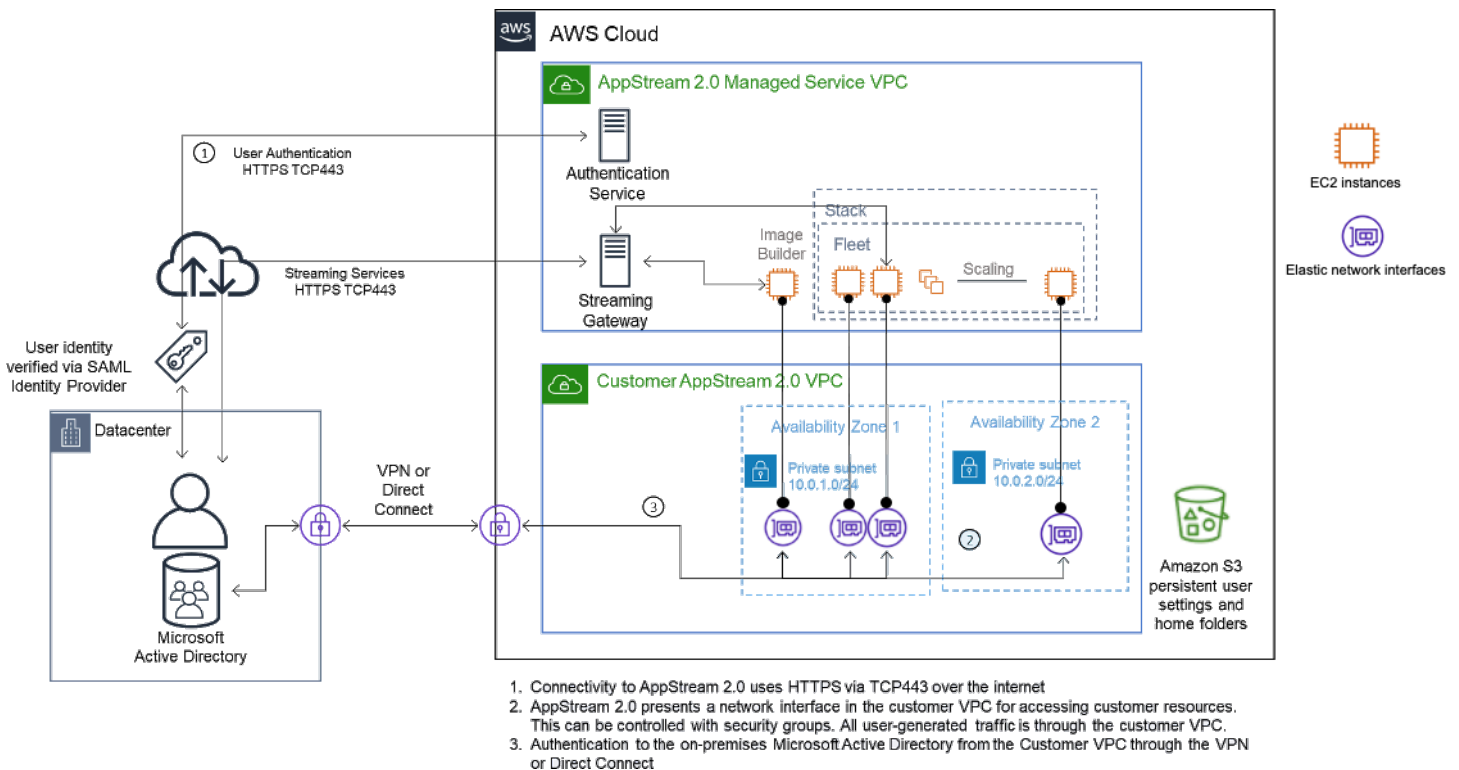 aws
AWS Cloud
AppStream 2.0 Managed Service VPC
1
User Authentication
HTTPS TCP443
Authentication
Service
Stack
Image
Builder
Fleet
Scaling
Streaming Services
HTTPS TCP443
Streaming
Gateway
EC2 instances
Elastic network interfaces
User identity
verified via SAML
Identity Provider
Customer AppStream 2.0 VPC
Datacenter
Availability Zone 1
Availability Zone 2
Private subnet
10.0.1.0/24
Private subnet
10.0.2.0/24
VPN or
Direct
Connect
3
2
Amazon S3
persistent user
settings and
home folders
Microsoft
Active Directory
1. Connectivity to AppStream 2.0 uses HTTPS via TCP443 over the internet
2. AppStream 2.0 presents a network interface in the customer VPC for accessing customer resources.
This can be controlled with security groups. All user-generated traffic is through the customer VPC.
3. Authentication to the on-premises Microsoft Active Directory from the Customer VPC through the VPN
or Direct Connect